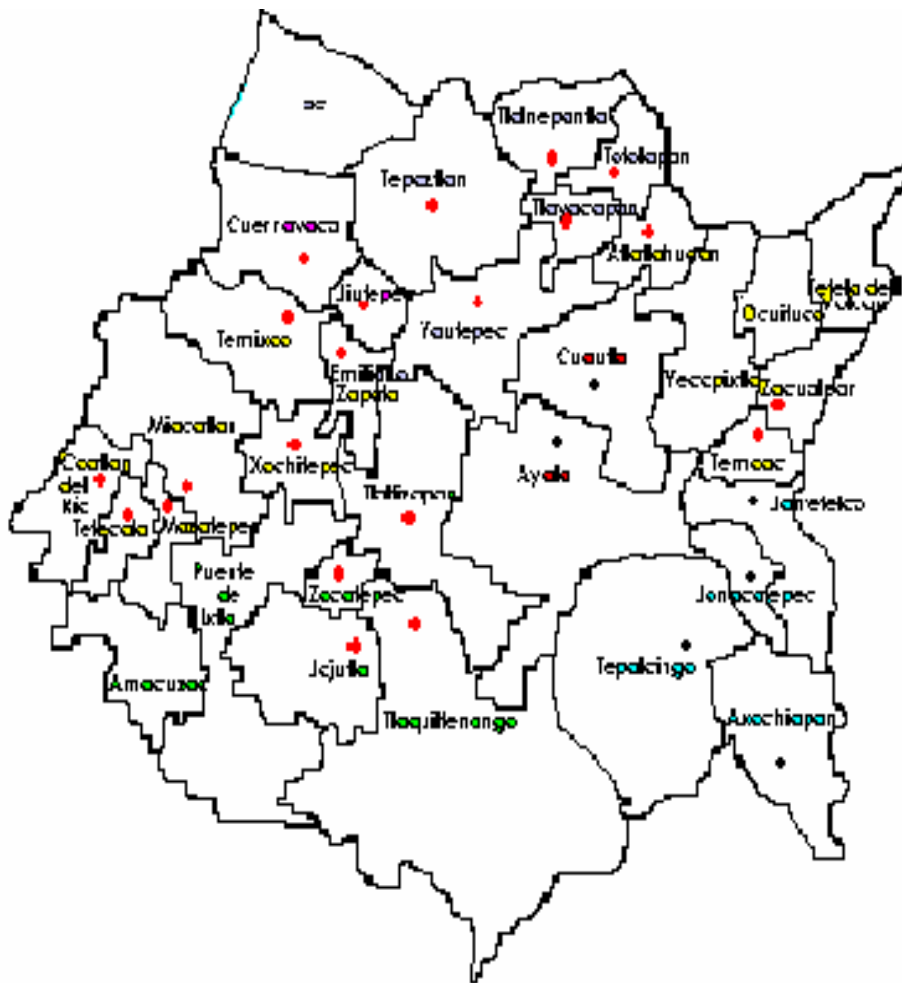 ac
Tlalnepantla
Totolapan
Tepoztlan
Tlayacapan
Cuernavaca
Atlatlahucan
Jiutepec
Tetela del
Ocuituco
Temixco
Yautepec
Cuautla
Emiliano
Zapata
Yecapixtla
Zacualpan
Miacatlan
Coatlan
del
Rio
Xochitepec
Temoac
Ayala
Tlaltizapan
Jantetelco
Tetecala
Mazatepec
Puente
de
Ixtla
Zacatepec
Jonacatepec
Jojutla
Tepalcingo
Amacuzac
Tlaquiltenango
Axochiapan